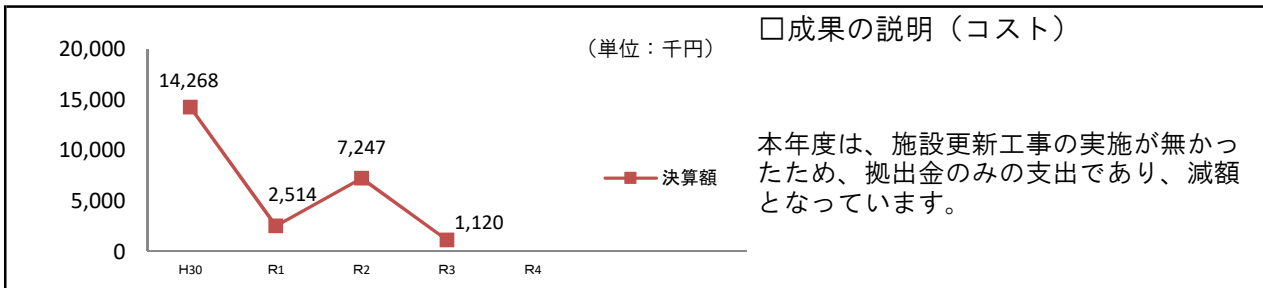 20,000
15,000
10,000
5,000
0
（単位：千円）
14,268
2,514
7,247
1,120
決算額
H30
R1
R2
R3
R4
□成果の説明（コスト）
本年度は、施設更新工事の実施が無かっ
たため、拠出金のみの支出であり、減額
となっています。